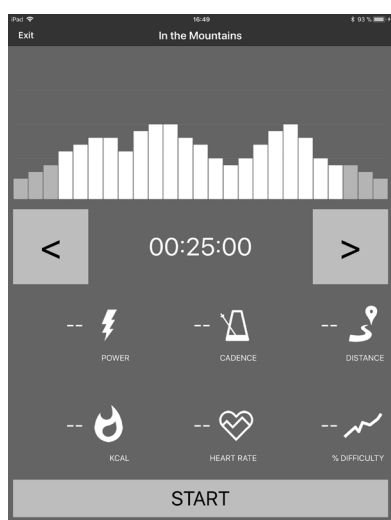 iPad 16:49 93 %
Exit In the Mountains
< 00:25:00 >
-- -- --
POWER CADENCE DISTANCE
-- -- --
KCAL HEART RATE % DIFFICULTY
START